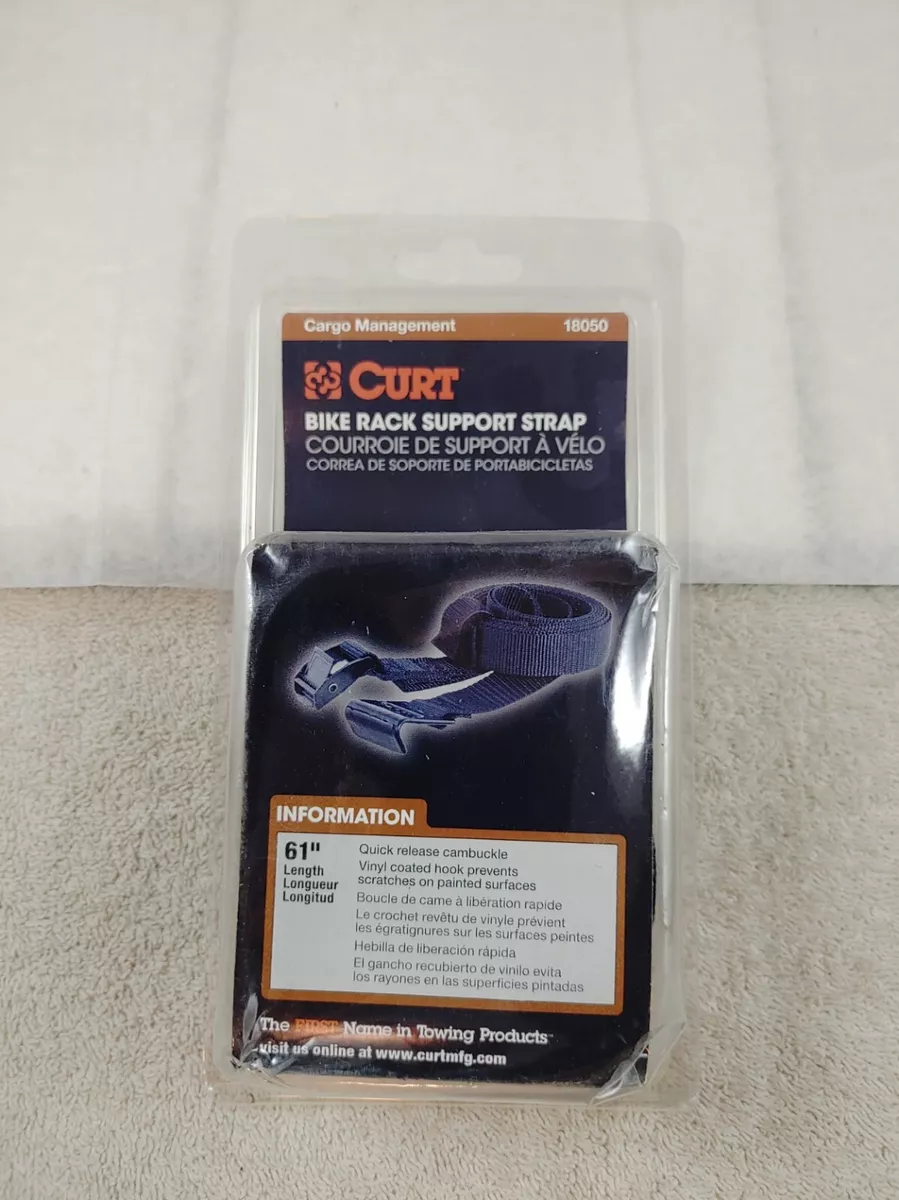 Cargo Management 18050
CURT
BIKE RACK SUPPORT STRAP
COURROIE DE SUPPORT À VÉLO
CORREA DE SOPORTE DE PORTABICICLETAS
INFORMATION
61"
Length
Longueur
Longitud
Quick release cambuckle
Vinyl coated hook prevents
scratches on painted surfaces
Boucle de came à libération rapide
Le crochet revêtu de vinyle prévient
les égratignures sur les surfaces peintes
Hebilla de liberación rápida
El gancho recubierto de vinilo evita
los rayones en las superficies pintadas
The FIRST Name in Towing Products™
visit us online at www.curtmfg.com